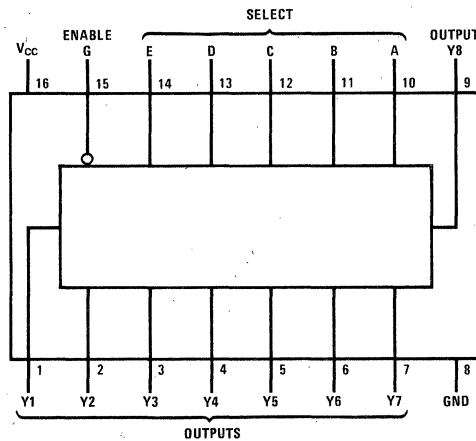 SELECT
ENABLE OUTPUT
VCC G E D C B A Y8
16 15 14 13 12 11 10 9
1 2 3 4 5 6 7 8
Y1 Y2 Y3 Y4 Y5 Y6 Y7 GND
OUTPUTS